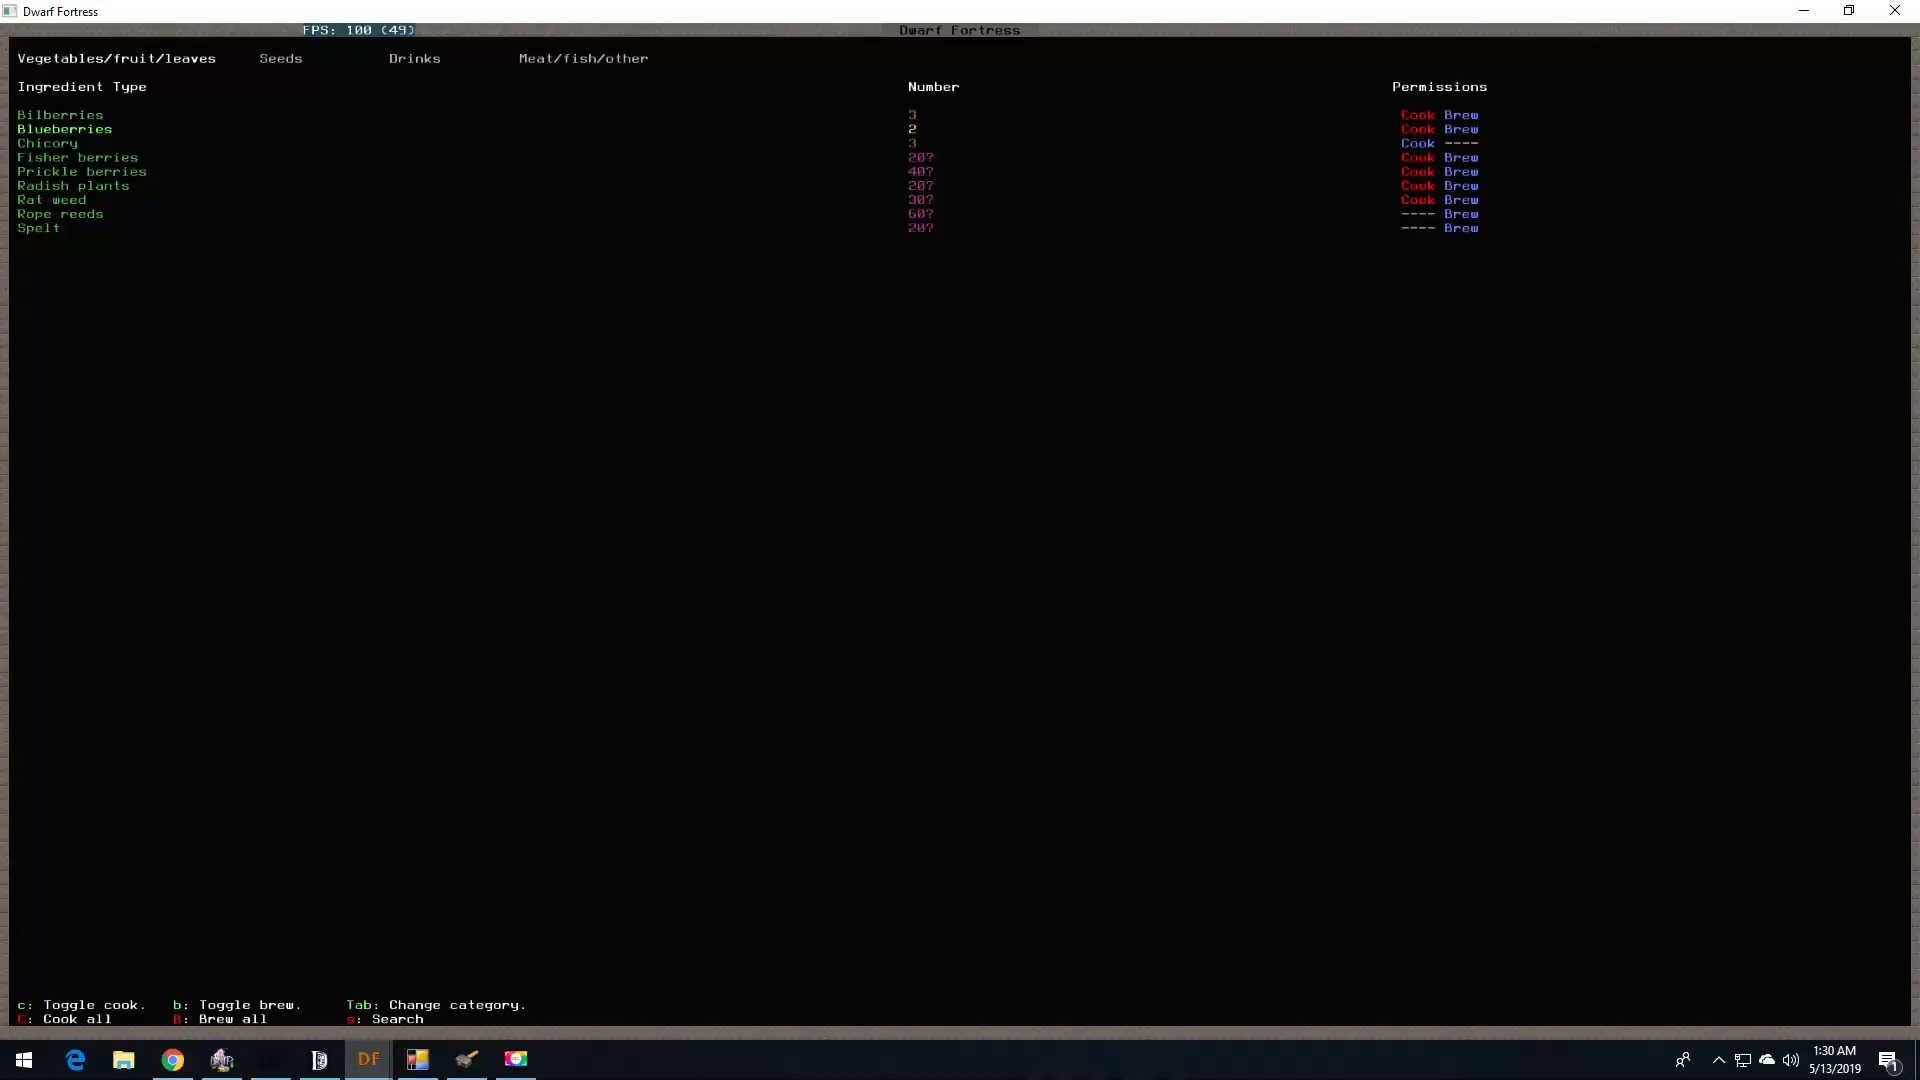 Dwarf Fortress
FPS: 100 (49) Dwarf Fortress
Vegetables/fruit/leaves Seeds Drinks Meat/fish/other
Ingredient Type Number Permissions
Bilberries 3 Cook Brew
Blueberries 2 Cook Brew
Chicory 3 Cook ----
Fisher berries 20? Cook Brew
Prickle berries 40? Cook Brew
Radish plants 20? Cook Brew
Rat weed 30? Cook Brew
Rope reeds 60? ---- Brew
Spelt 20? ---- Brew
c: Toggle cook. b: Toggle brew. Tab: Change category.
C: Cook all B: Brew all s: Search
DF
1:30 AM
5/13/2019
1